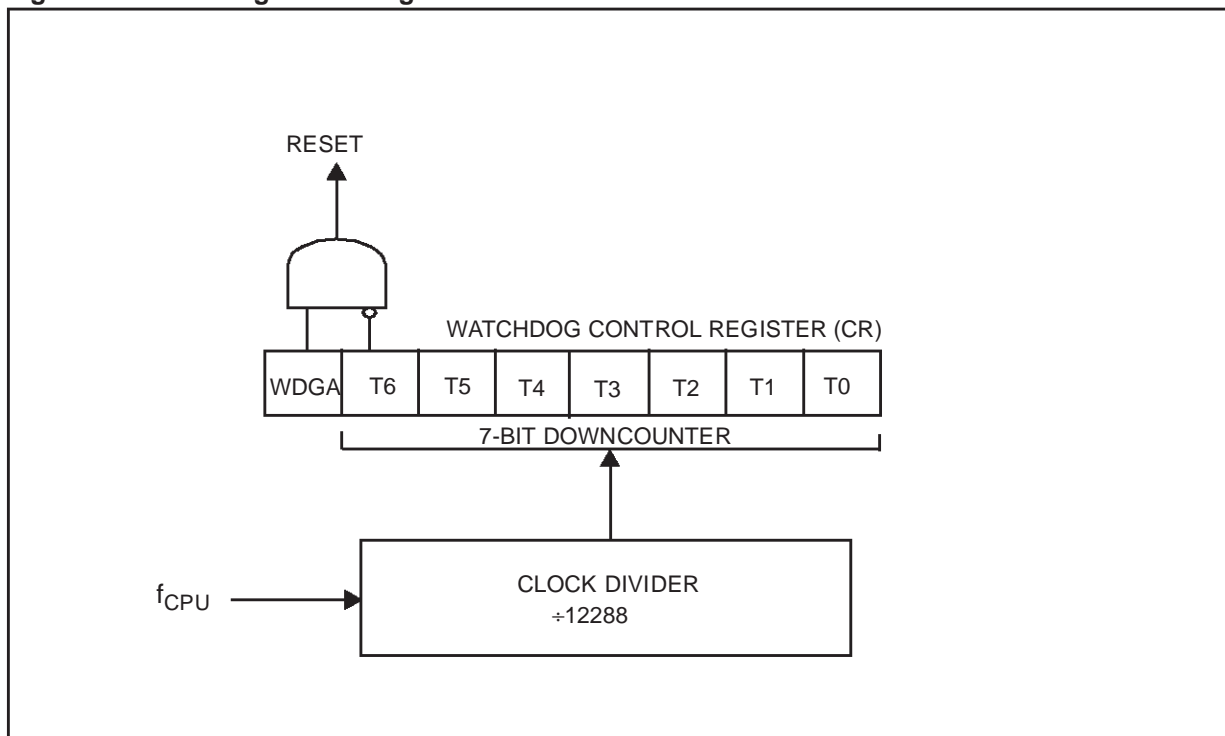 RESET
WATCHDOG CONTROL REGISTER (CR)
WDGA T6 T5 T4 T3 T2 T1 T0
7-BIT DOWNCOUNTER
fCPU
CLOCK DIVIDER
÷12288